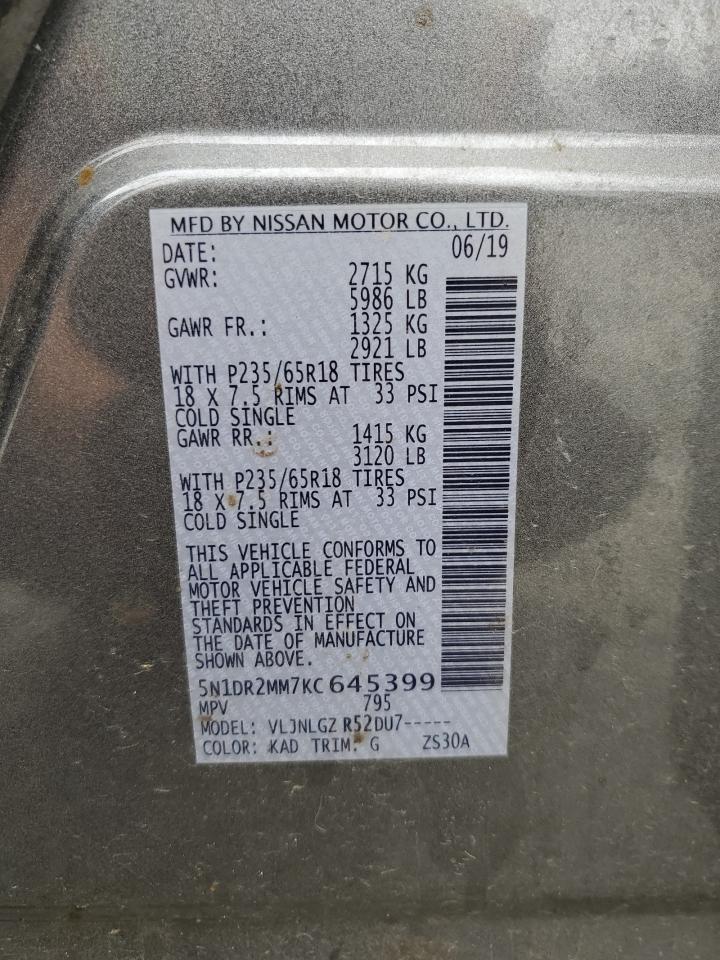 MFD BY NISSAN MOTOR CO., LTD.
DATE: 06/19
GVWR: 2715 KG
5986 LB
GAWR FR.: 1325 KG
2921 LB
WITH P235/65R18 TIRES
18 X 7.5 RIMS AT 33 PSI
COLD SINGLE
GAWR RR.: 1415 KG
3120 LB
WITH P235/65R18 TIRES
18 X 7.5 RIMS AT 33 PSI
COLD SINGLE
THIS VEHICLE CONFORMS TO
ALL APPLICABLE FEDERAL
MOTOR VEHICLE SAFETY AND
THEFT PREVENTION
STANDARDS IN EFFECT ON
THE DATE OF MANUFACTURE
SHOWN ABOVE.
5N1DR2MM7KC 645399
MPV 795
MODEL: VLJNLGZ R52DU7-----
COLOR: KAD TRIM: G ZS30A